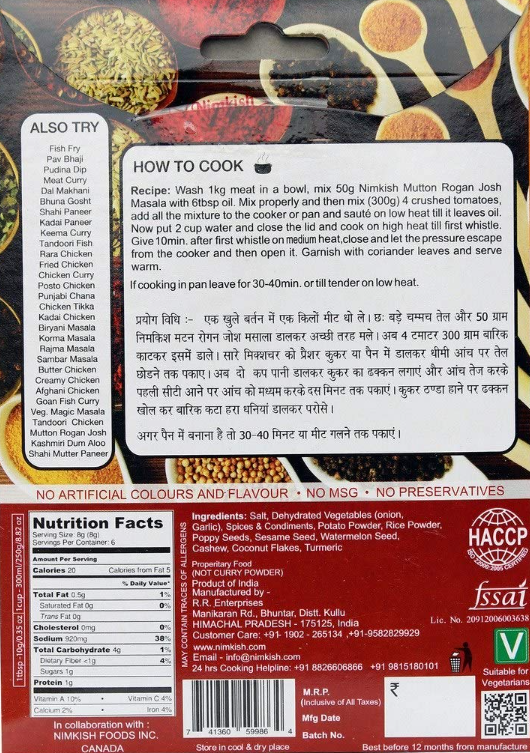 Nimkish
ALSO TRY
Fish Fry
Pav Bhaji
Pudina Dip
Meat Curry
Dal Makhani
Bhuna Gosht
Shahi Paneer
Kadai Paneer
Keema Curry
Tandoori Fish
Rara Chicken
Fried Chicken
Chicken Curry
Posto Chicken
Punjabi Chana
Chicken Tikka
Kadai Chicken
Biryani Masala
Korma Masala
Rajma Masala
Sambar Masala
Butter Chicken
Creamy Chicken
Afghani Chicken
Goan Fish Curry
Veg. Magic Masala
Tandoori Chicken
Mutton Rogan Josh
Kashmiri Dum Aloo
Shahi Mutter Paneer
HOW TO COOK
Recipe: Wash 1kg meat in a bowl, mix 50g Nimkish Mutton Rogan Josh
Masala with 6tbsp oil. Mix properly and then mix (300g) 4 crushed tomatoes,
add all the mixture to the cooker or pan and sauté on low heat till it leaves oil.
Now put 2 cup water and close the lid and cook on high heat till first whistle.
Give 10min. after first whistle on medium heat,close and let the pressure escape
from the cooker and then open it. Garnish with coriander leaves and serve
warm.
If cooking in pan leave for 30-40min. or till tender on low heat.
प्रयोग विधि :- एक खुले बर्तन में एक किलो मीट धो ले। छः बड़े चम्मच तेल और 50 ग्राम
निमकिश मटन रोगन जोश मसाला डालकर अच्छी तरह मले। अब 4 टमाटर 300 ग्राम बारिक
काटकर इसमें डाले। सारे मिक्सचर को प्रैशर कुकर या पैन में डालकर धीमी आंच पर तेल
छोडने तक पकाएं। अब दो कप पानी डालकर कुकर का ढक्कन लगाएं और आंच तेज करके
पहली सीटी आने पर आंच को मध्यम करके दस मिनट तक पकाएं। कुकर ठण्डा हाने पर ढक्कन
खोल कर बारिक कटा हरा धनियां डालकर परोसे।
अगर पैन में बनाना है तो 30-40 मिनट या मीट गलने तक पकाएं।
NO ARTIFICIAL COLOURS AND FLAVOUR • NO MSG • NO PRESERVATIVES
1tbsp/10g/0.35 oz 1cup - 300ml/250g/8.82 oz
Nutrition Facts
Serving Size: 8g (8g)
Servings Per Container: 6
Amount Per Serving
Calories 20 Calories from Fat 5
% Daily Value*
Total Fat 0.5g 1%
Saturated Fat 0g 0%
Trans Fat 0g
Cholesterol 0mg 0%
Sodium 920mg 38%
Total Carbohydrate 4g 1%
Dietary Fiber <1g 4%
Sugars 1g
Protein 1g
Vitamin A 10% • Vitamin C 4%
Calcium 2% • Iron 4%
In collaboration with :
NIMKISH FOODS INC.
CANADA
MAY CONTAIN TRACES OF ALLERGENS
Ingredients: Salt, Dehydrated Vegetables (onion,
Garlic), Spices & Condiments, Potato Powder, Rice Powder,
Poppy Seeds, Sesame Seed, Watermelon Seed,
Cashew, Coconut Flakes, Turmeric
Properitary Food
(NOT CURRY POWDER)
Product of India
Manufactured by -
R.R. Enterprises
Manikaran Rd., Bhuntar, Distt. Kullu
HIMACHAL PRADESH - 175125, India
Customer Care: +91- 1902 - 265134 ,+91-9582829929
www.nimkish.com
Email - info@nimkish.com
24 hrs Cooking Helpline: +91 8826606866 +91 9815180101
7 41360 59986 4
Store in cool & dry place
M.R.P.
(Inclusive of All Taxes)
₹
Mfg Date
Batch No.
Best before 12 months from manufacture
HACCP
fssai
Lic. No. 20912006003638
V
Suitable for
Vegetarians